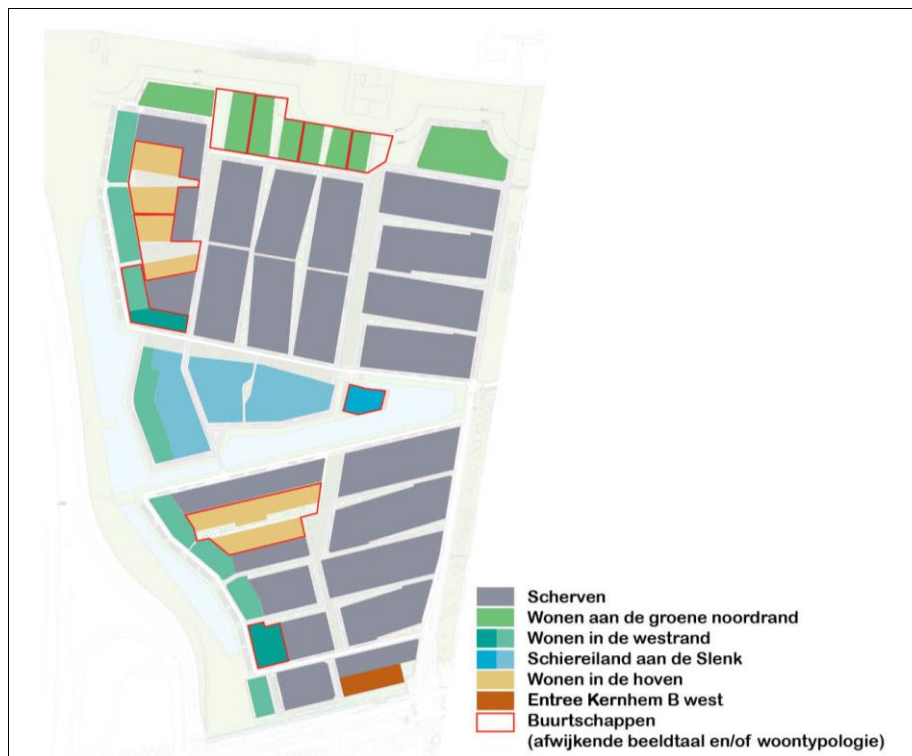 Scherven
Wonen aan de groene noordrand
Wonen in de westrand
Schiereiland aan de Slenk
Wonen in de hoven
Entree Kernhem B west
Buurtschappen
(afwijkende beeldtaal en/of woontypologie)